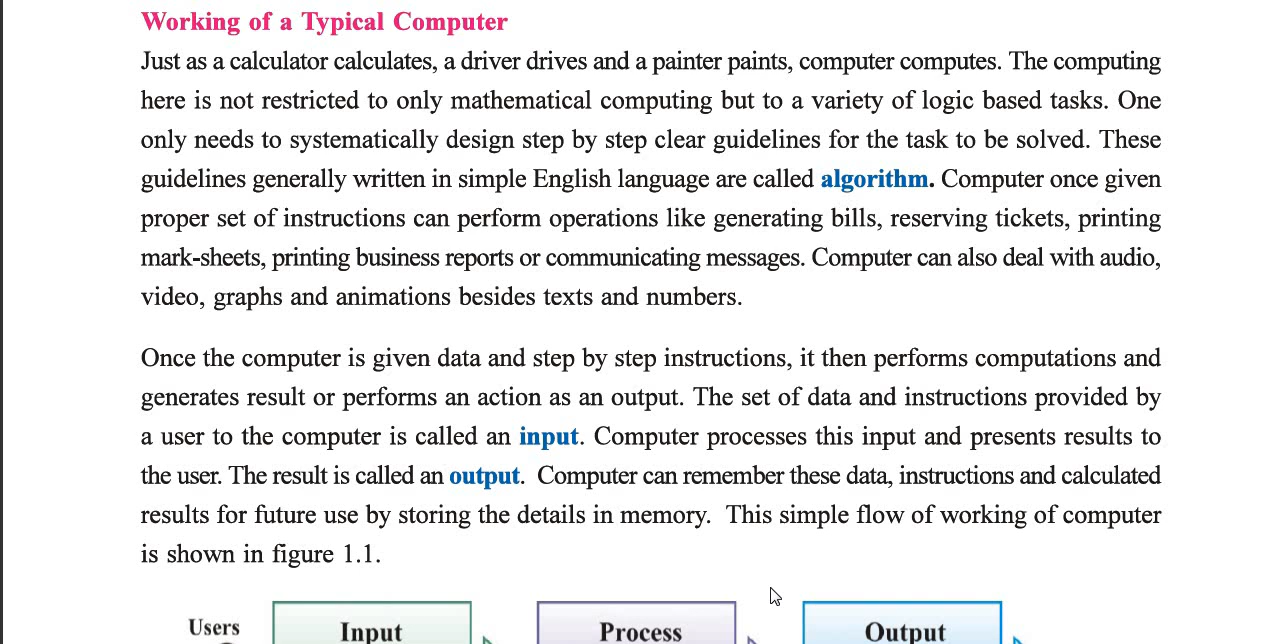 Working of a Typical Computer
Just as a calculator calculates, a driver drives and a painter paints, computer computes. The computing
here is not restricted to only mathematical computing but to a variety of logic based tasks. One
only needs to systematically design step by step clear guidelines for the task to be solved. These
guidelines generally written in simple English language are called algorithm. Computer once given
proper set of instructions can perform operations like generating bills, reserving tickets, printing
mark-sheets, printing business reports or communicating messages. Computer can also deal with audio,
video, graphs and animations besides texts and numbers.
Once the computer is given data and step by step instructions, it then performs computations and
generates result or performs an action as an output. The set of data and instructions provided by
a user to the computer is called an input. Computer processes this input and presents results to
the user. The result is called an output. Computer can remember these data, instructions and calculated
results for future use by storing the details in memory. This simple flow of working of computer
is shown in figure 1.1.
Users Input Process Output